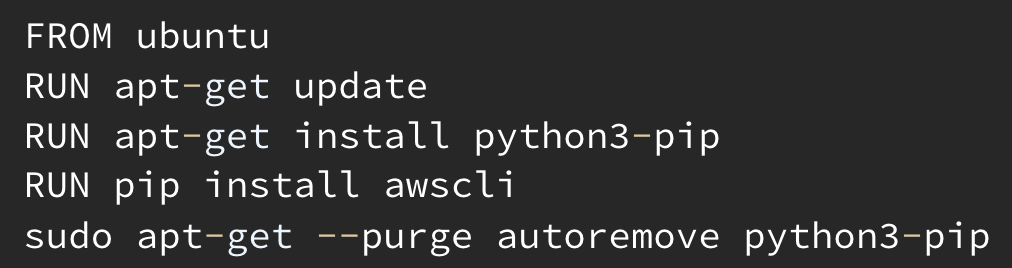 FROM ubuntu
RUN apt-get update
RUN apt-get install python3-pip
RUN pip install awscli
sudo apt-get --purge autoremove python3-pip